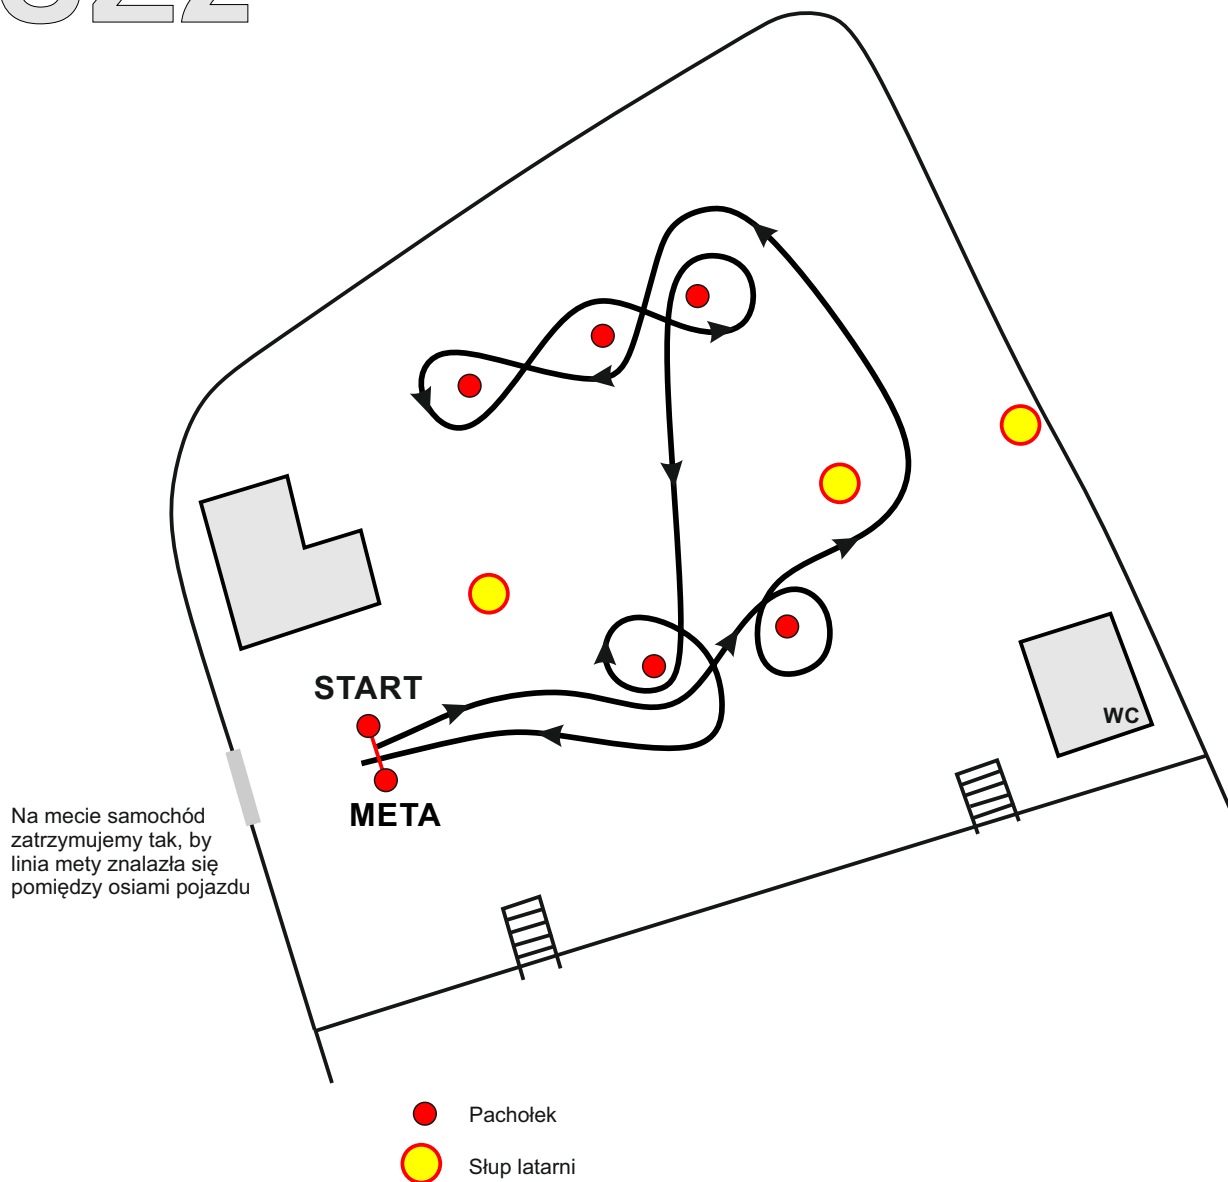 START
META
WC
Na mecie samochód
zatrzymujemy tak, by
linia mety znalazła się
pomiędzy osiami pojazdu
Pachołek
Słup latarni